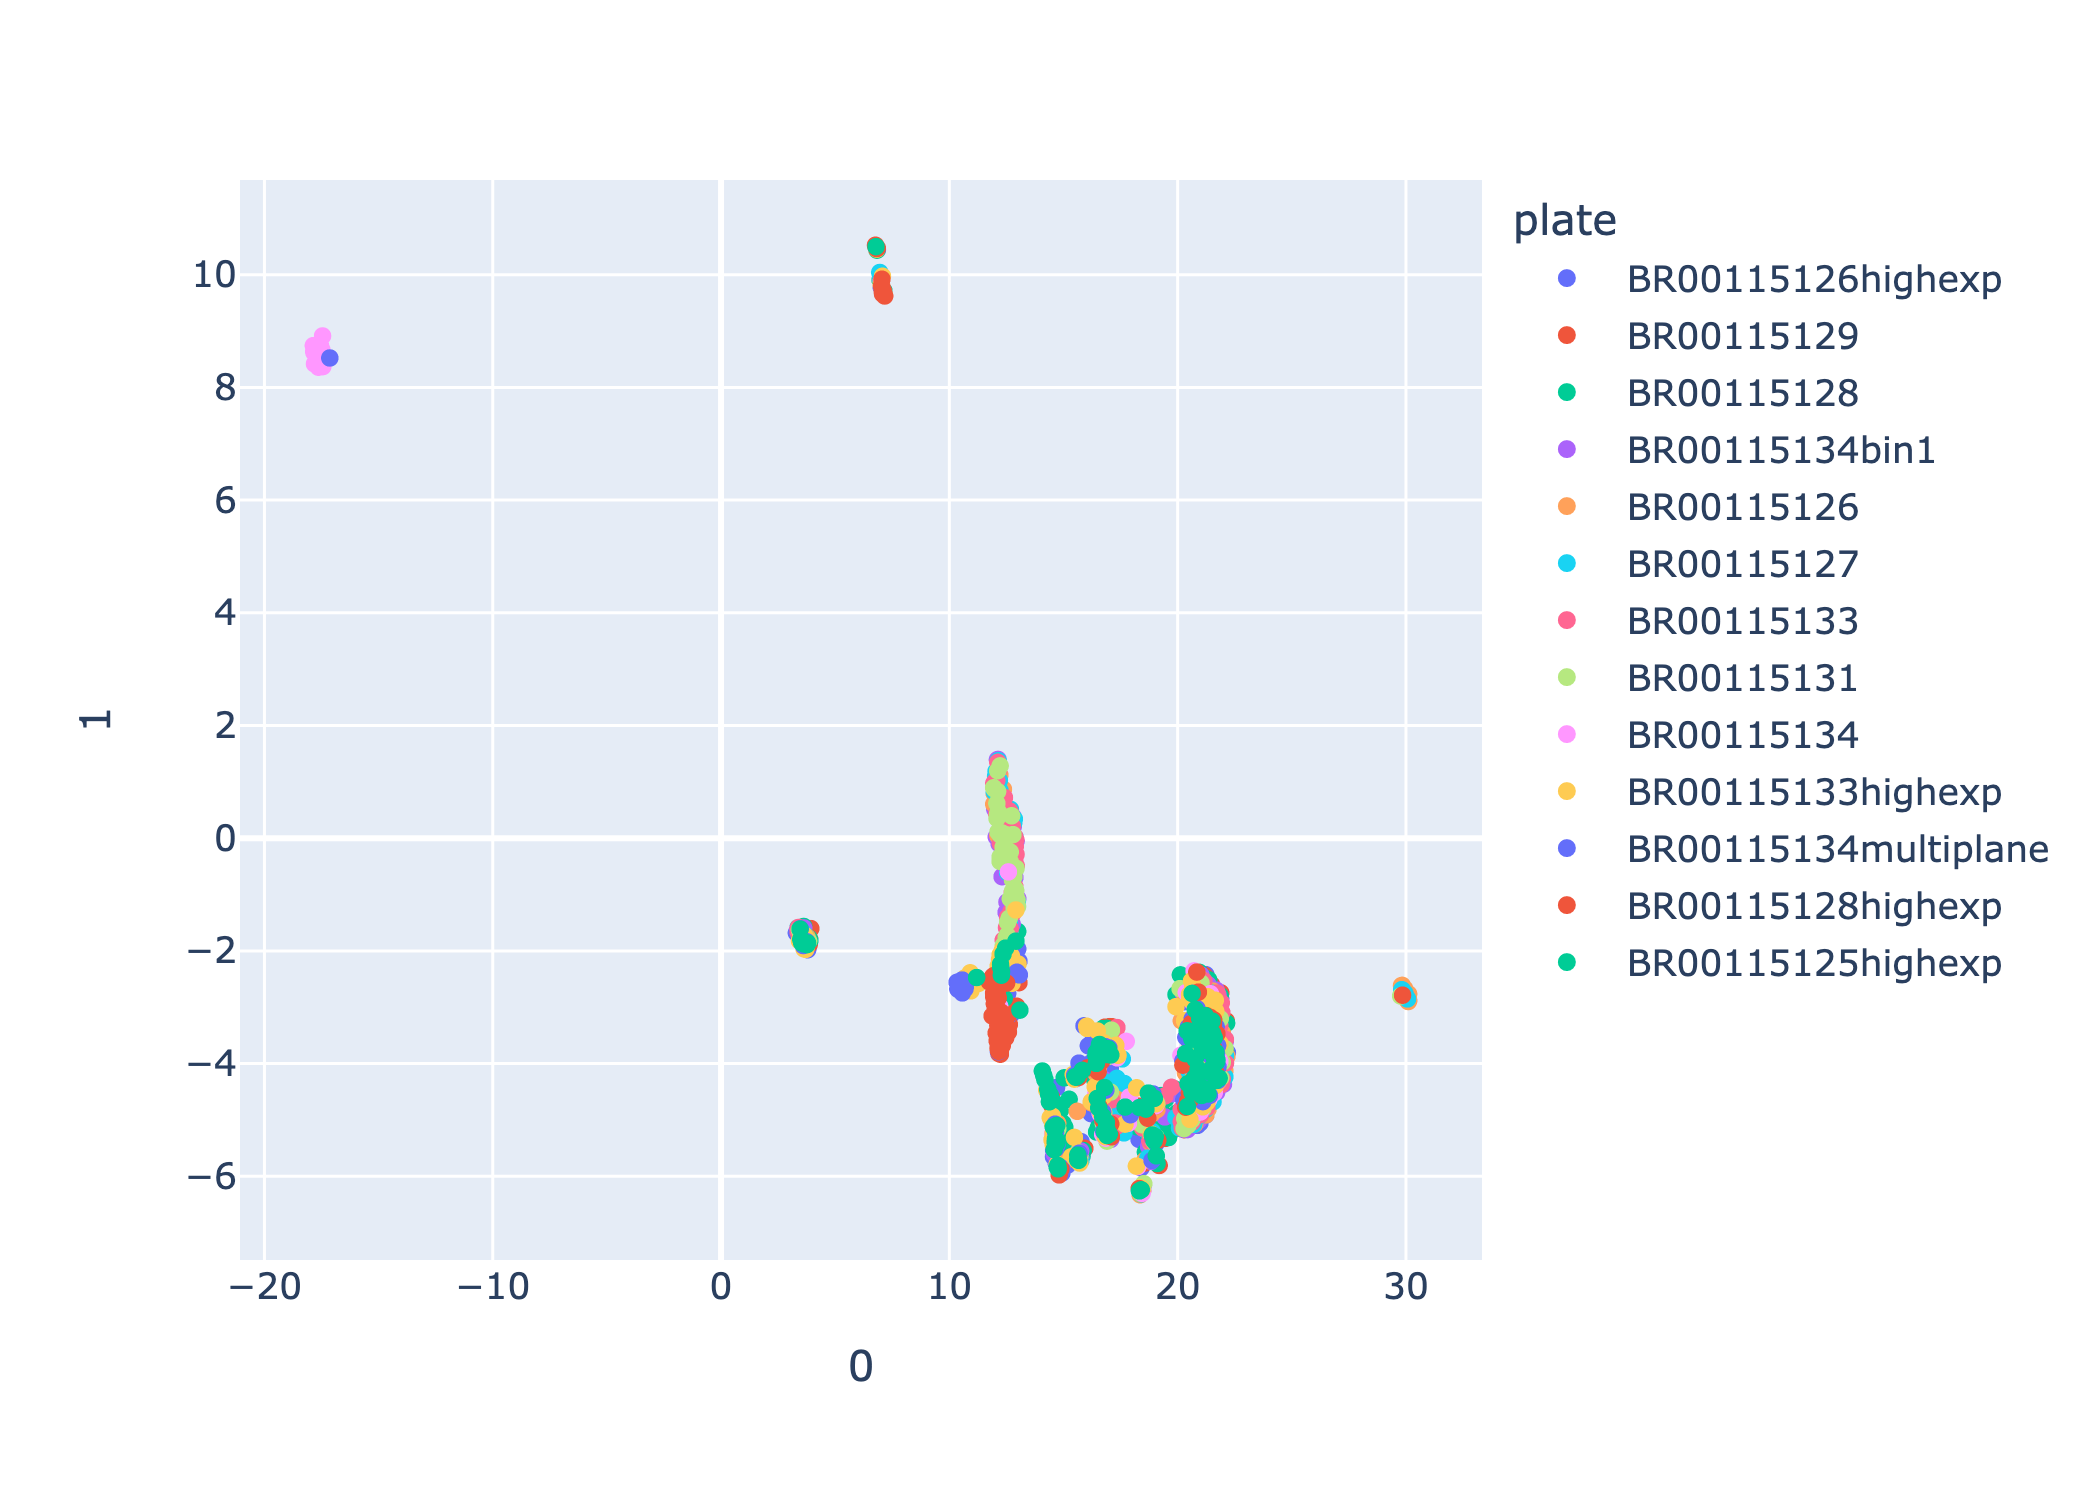 plate
BR00115126highexp
BR00115129
BR00115128
BR00115134bin1
BR00115126
BR00115127
BR00115133
BR00115131
BR00115134
BR00115133highexp
BR00115134multiplane
BR00115128highexp
BR00115125highexp
10
8
6
4
2
0
−2
−4
−6
1
−20 −10 0 10 20 30
0